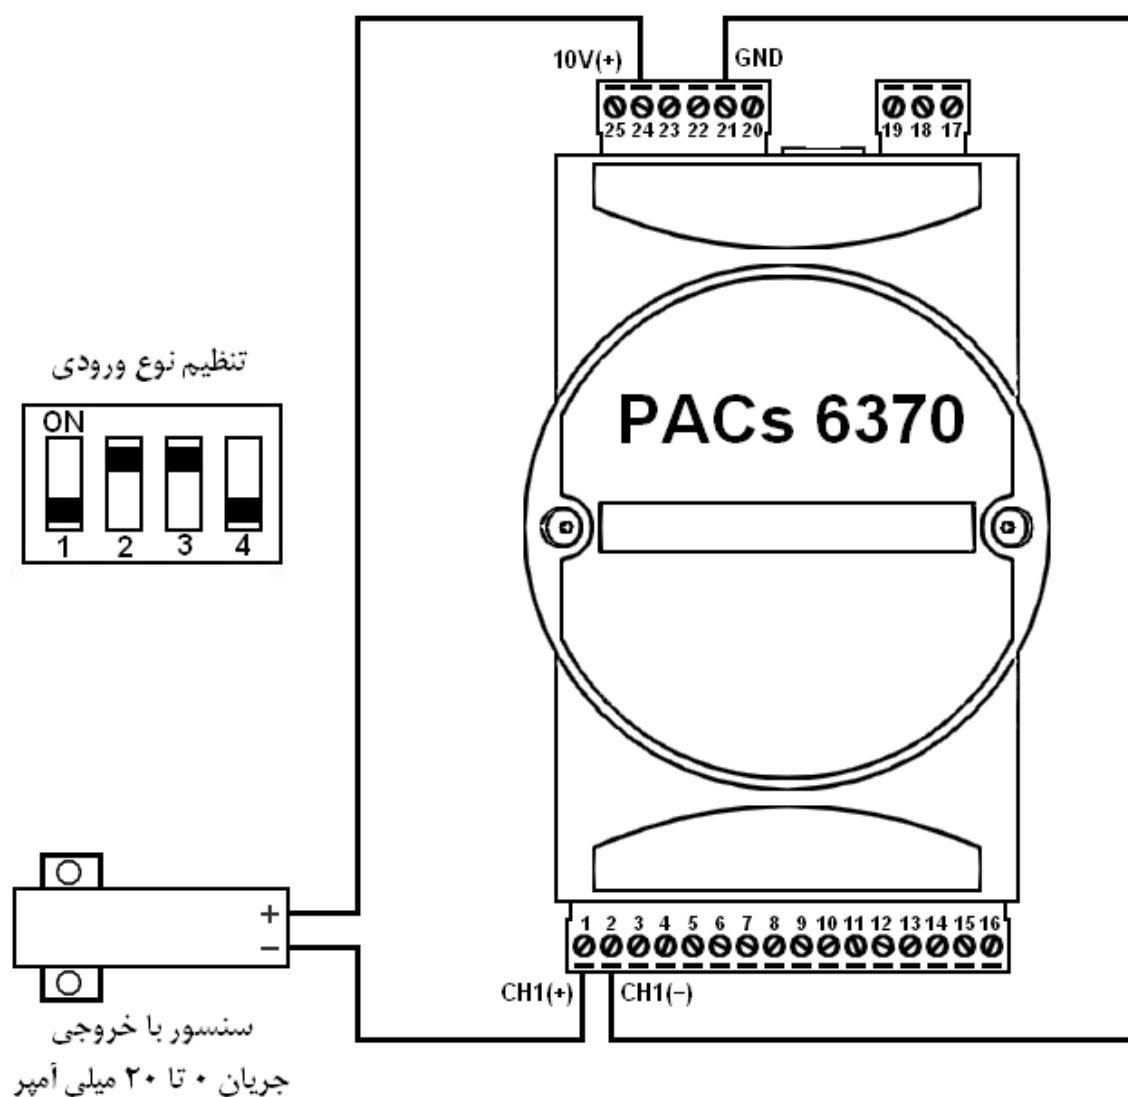 10V(+) GND
25 24 23 22 21 20 19 18 17
تنظیم نوع ورودی
ON
1 2 3 4
PACs 6370
+
−
1 2 3 4 5 6 7 8 9 10 11 12 13 14 15 16
CH1(+) CH1(−)
سنسور با خروجی
جریان ۰ تا ۲۰ میلی آمپر